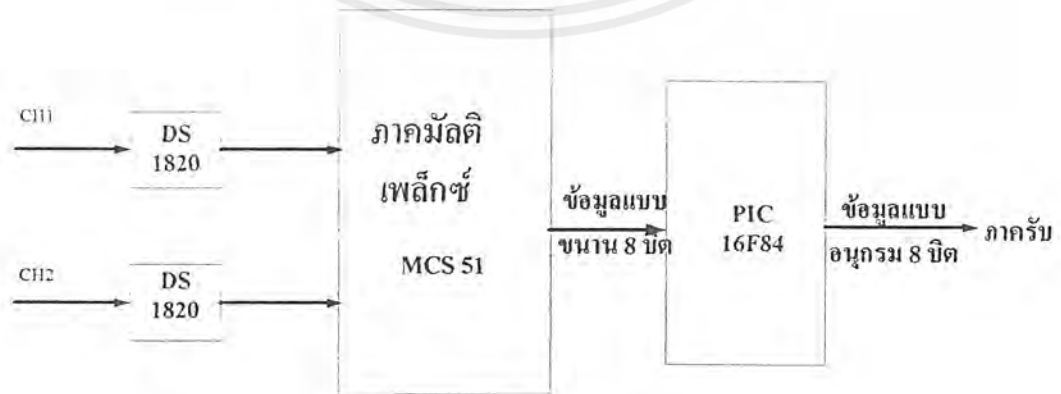 CH1
DS
1820
CH2
DS
1820
ภาคมัลติ
เพล็กซ์
MCS 51
ข้อมูลแบบ
ขนาน 8 บิต
PIC
16F84
ข้อมูลแบบ
อนุกรม 8 บิต
ภาครับ